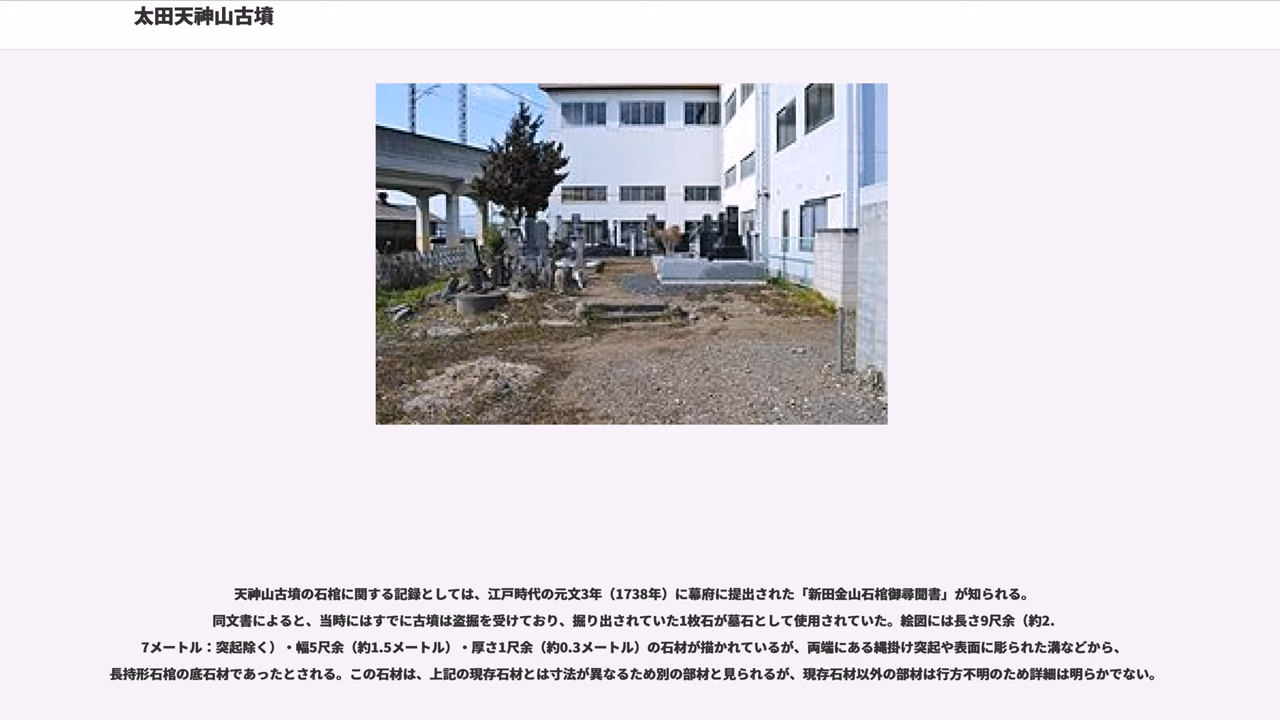 太田天神山古墳
天神山古墳の石棺に関する記録としては、江戸時代の元文3年（1738年）に幕府に提出された「新田金山石棺御尋聞書」が知られる。
同文書によると、当時にはすでに古墳は盗掘を受けており、掘り出されていた1枚石が墓石として使用されていた。絵図には長さ9尺余（約2.
7メートル：突起除く）・幅5尺余（約1.5メートル）・厚さ1尺余（約0.3メートル）の石材が描かれているが、両端にある縄掛け突起や表面に彫られた溝などから、
長持形石棺の底石材であったとされる。この石材は、上記の現存石材とは寸法が異なるため別の部材と見られるが、現存石材以外の部材は行方不明のため詳細は明らかでない。